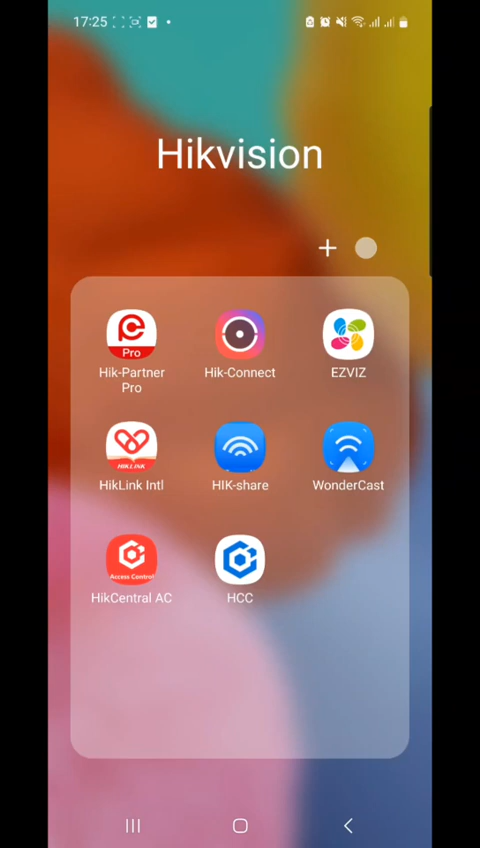 17:25
Hikvision
Pro
Hik-Partner
Pro
Hik-Connect
EZVIZ
HIKLINK
HikLink Intl
HIK-share
WonderCast
Access Control
HikCentral AC
HCC